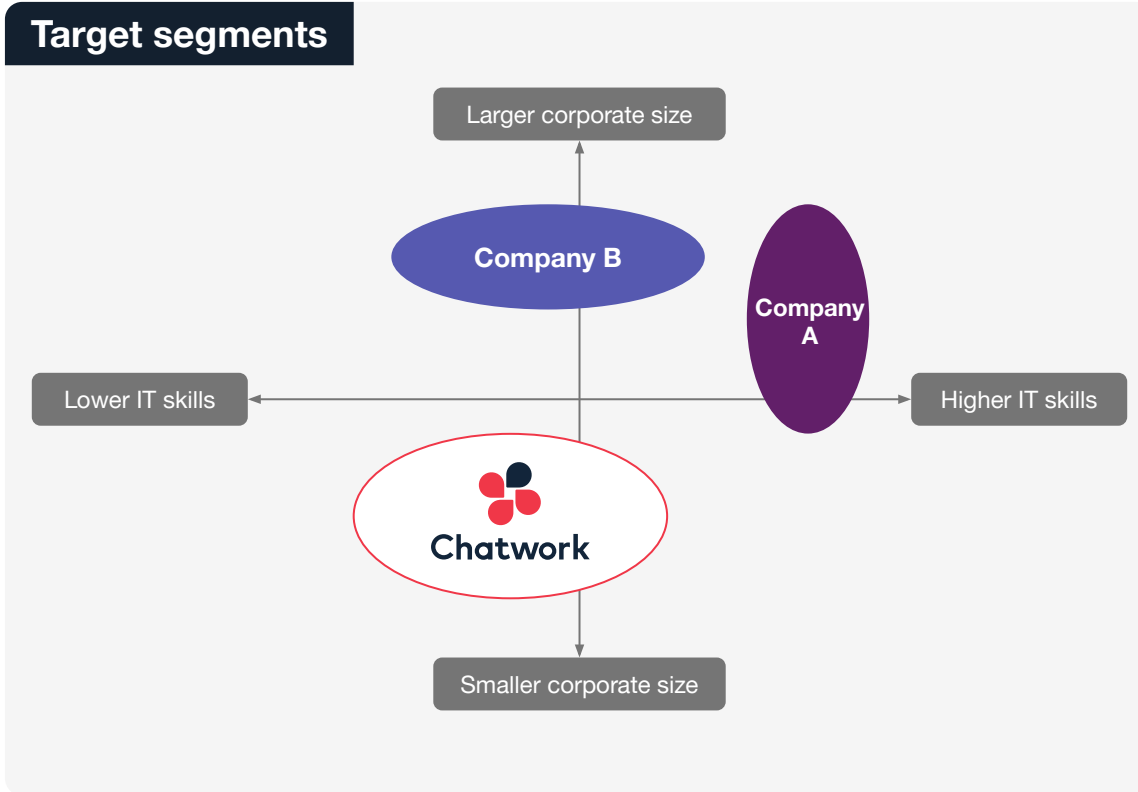 Target segments
Larger corporate size
Company B
Company
A
Lower IT skills
Higher IT skills
Chatwork
Smaller corporate size